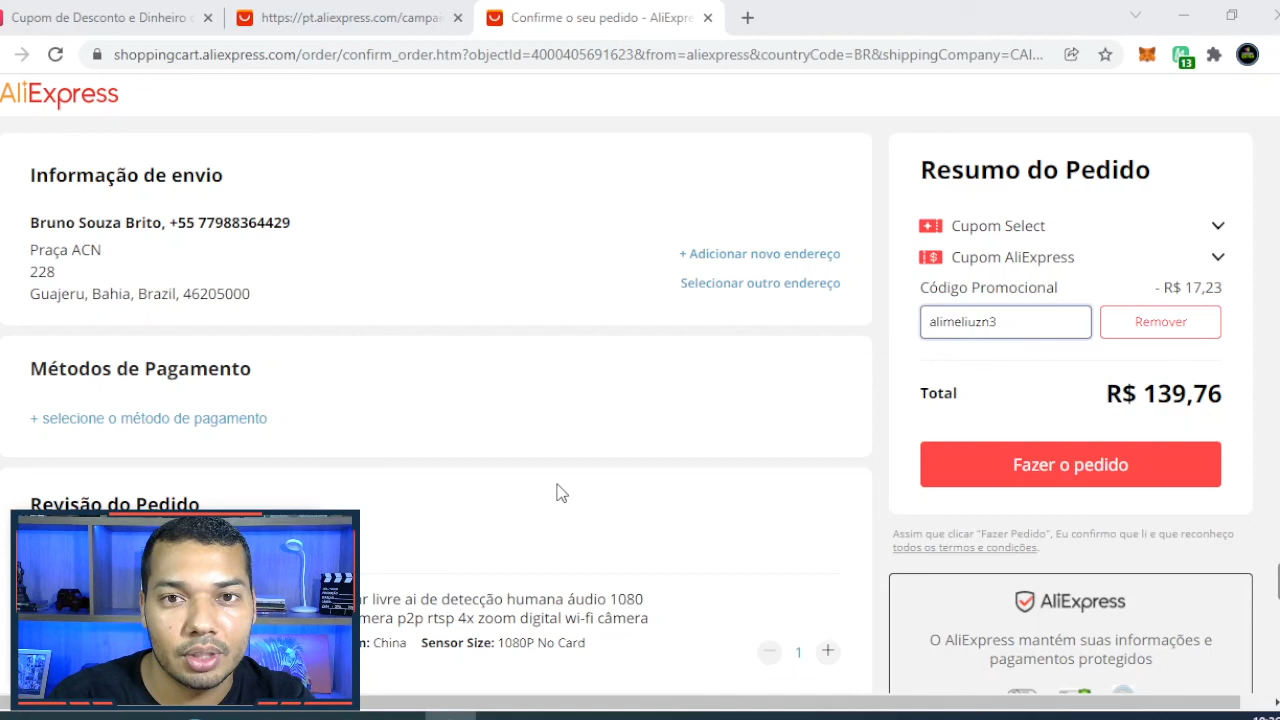 Cupom de Desconto e Dinheiro
https://pt.aliexpress.com/campai
Confirme o seu pedido - AliExpre
shoppingcart.aliexpress.com/order/confirm_order.htm?objectId=4000405691623&from=aliexpress&countryCode=BR&shippingCompany=CAI...
13
AliExpress
Informação de envio
Bruno Souza Brito, +55 77988364429
Praça ACN
228
Guajeru, Bahia, Brazil, 46205000
+ Adicionar novo endereço
Selecionar outro endereço
Métodos de Pagamento
+ selecione o método de pagamento
Revisão do Pedido
ar livre ai de detecção humana áudio 1080
mera p2p rtsp 4x zoom digital wi-fi câmera
: China Sensor Size: 1080P No Card
1
Resumo do Pedido
Cupom Select
Cupom AliExpress
Código Promocional - R$ 17,23
alimeliuzn3 Remover
Total R$ 139,76
Fazer o pedido
Assim que clicar "Fazer Pedido", Eu confirmo que li e que reconheço
todos os termos e condições.
AliExpress
O AliExpress mantém suas informações e
pagamentos protegidos